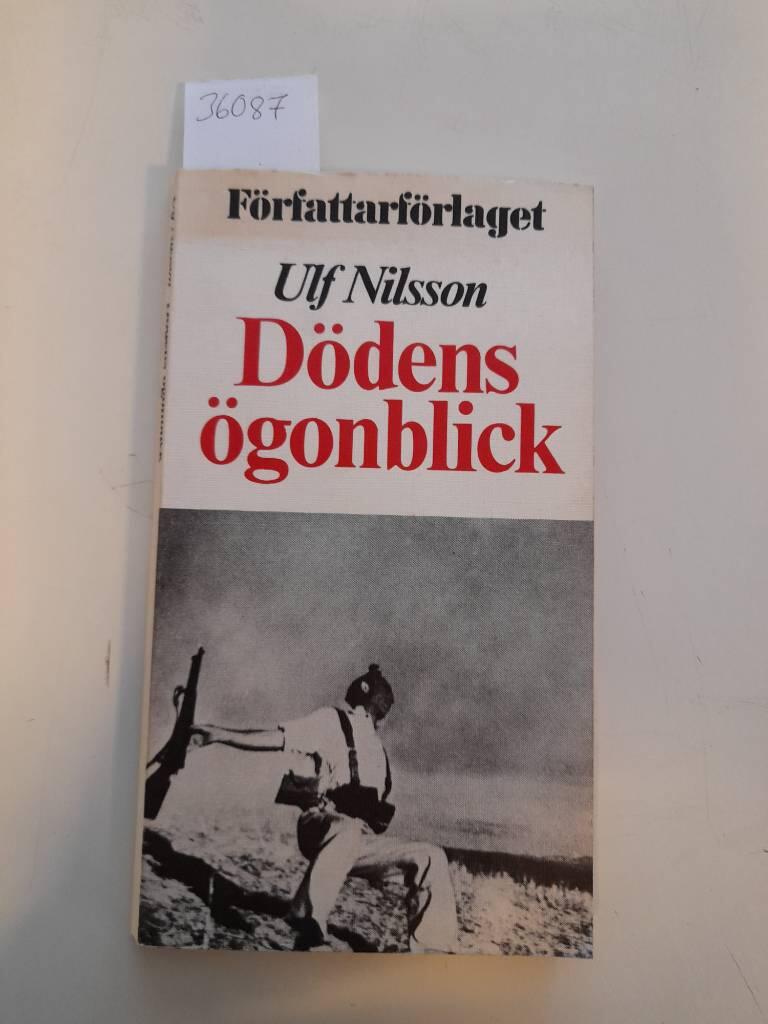 36087
Författarförlaget
Ulf Nilsson
Dödens
ögonblick